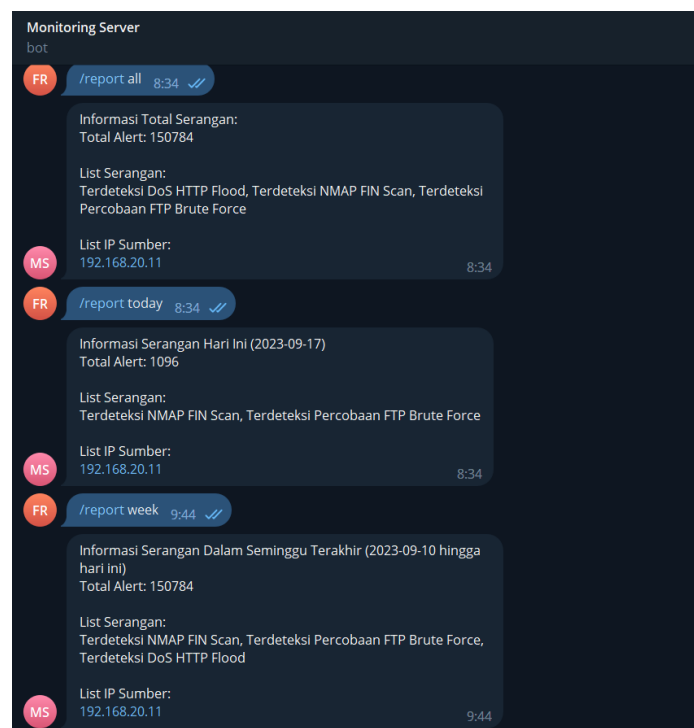 Monitoring Server
bot
FR
/report all 8:34
Informasi Total Serangan:
Total Alert: 150784
List Serangan:
Terdeteksi DoS HTTP Flood, Terdeteksi NMAP FIN Scan, Terdeteksi
Percobaan FTP Brute Force
List IP Sumber:
MS
192.168.20.11
8:34
FR
/report today 8:34
Informasi Serangan Hari Ini (2023-09-17)
Total Alert: 1096
List Serangan:
Terdeteksi NMAP FIN Scan, Terdeteksi Percobaan FTP Brute Force
List IP Sumber:
MS
192.168.20.11
8:34
FR
/report week 9:44
Informasi Serangan Dalam Seminggu Terakhir (2023-09-10 hingga
hari ini)
Total Alert: 150784
List Serangan:
Terdeteksi NMAP FIN Scan, Terdeteksi Percobaan FTP Brute Force,
Terdeteksi DoS HTTP Flood
List IP Sumber:
MS
192.168.20.11
9:44